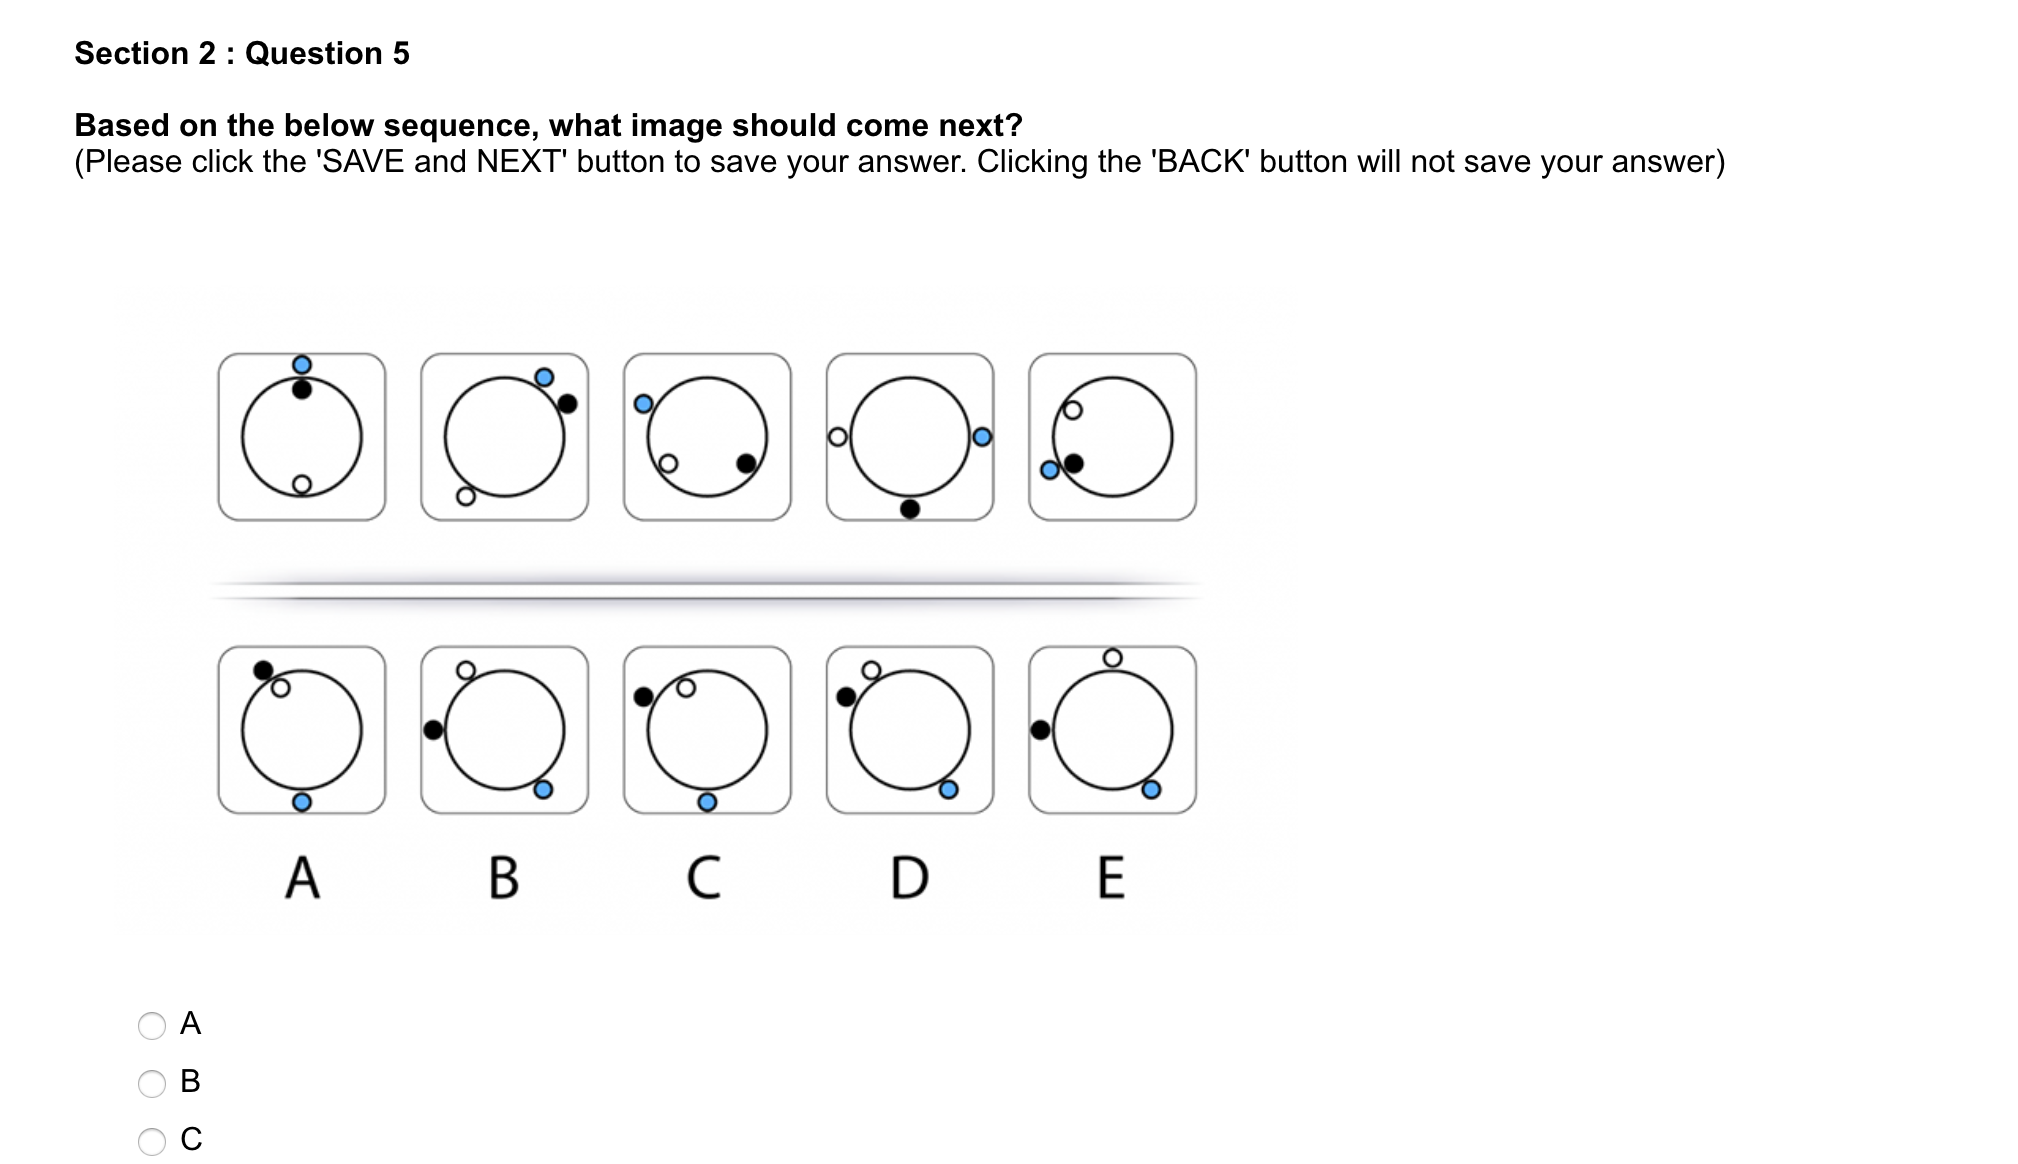 Section 2 : Question 5
Based on the below sequence, what image should come next?
(Please click the 'SAVE and NEXT' button to save your answer. Clicking the 'BACK' button will not save your answer)
A B C D E
A
B
C